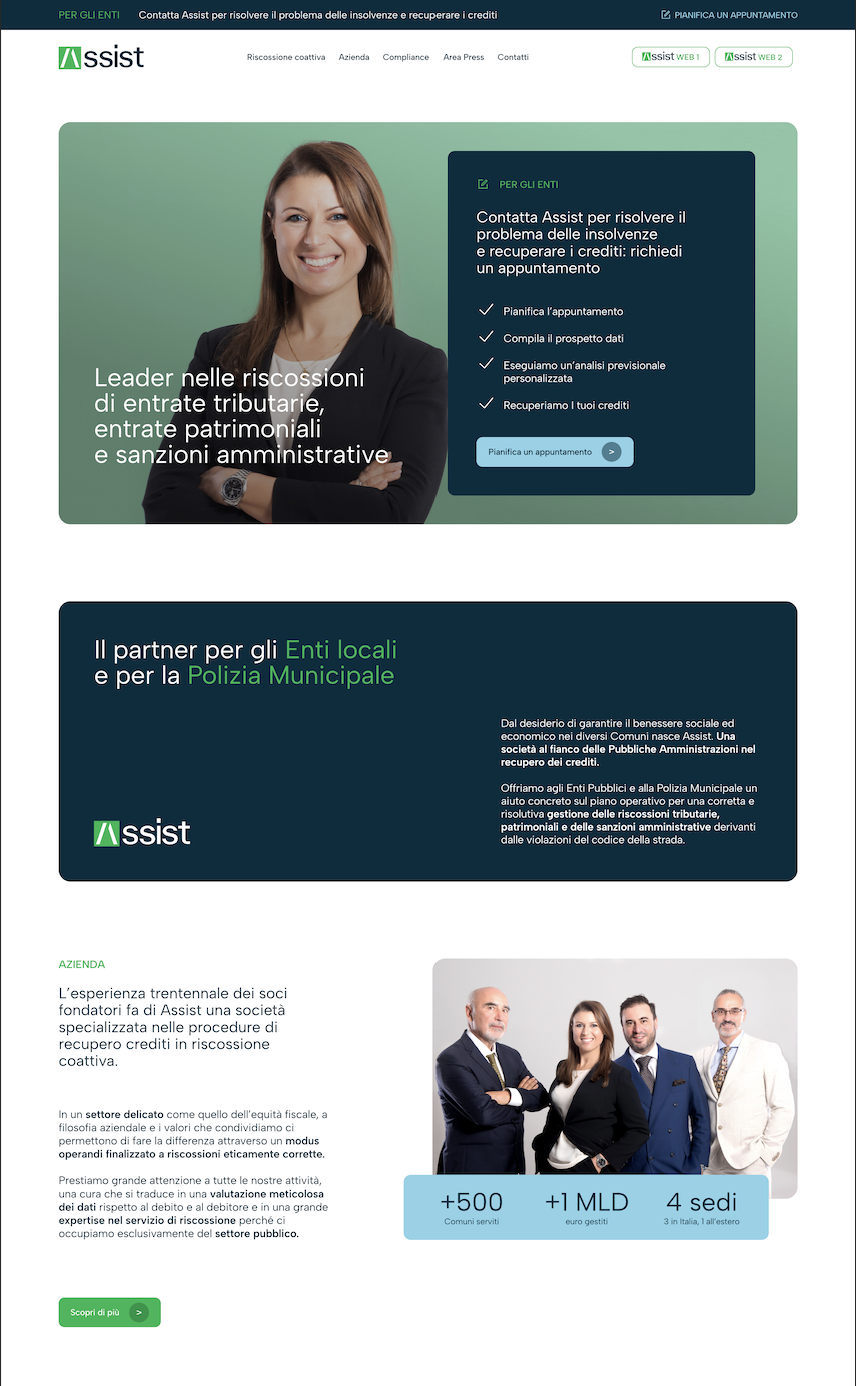 PER GLI ENTI Contatta Assist per risolvere il problema delle insolvenze e recuperare i crediti PIANIFICA UN APPUNTAMENTO
Assist Riscossione coattiva Azienda Compliance Area Press Contatti Assist WEB 1 Assist WEB 2
PER GLI ENTI
Contatta Assist per risolvere il
problema delle insolvenze
e recuperare i crediti: richiedi
un appuntamento
Pianifica l'appuntamento
Compila il prospetto dati
Eseguiamo un'analisi previsionale
personalizzata
Recuperiamo I tuoi crediti
Pianifica un appuntamento >
Leader nelle riscossioni
di entrate tributarie,
entrate patrimoniali
e sanzioni amministrative
Il partner per gli Enti locali
e per la Polizia Municipale
Dal desiderio di garantire il benessere sociale ed
economico nei diversi Comuni nasce Assist. Una
società al fianco delle Pubbliche Amministrazioni nel
recupero dei crediti.
Offriamo agli Enti Pubblici e alla Polizia Municipale un
aiuto concreto sul piano operativo per una corretta e
risolutiva gestione delle riscossioni tributarie,
patrimoniali e delle sanzioni amministrative derivanti
dalle violazioni del codice della strada.
Assist
AZIENDA
L'esperienza trentennale dei soci
fondatori fa di Assist una società
specializzata nelle procedure di
recupero crediti in riscossione
coattiva.
In un settore delicato come quello dell'equità fiscale, a
filosofia aziendale e i valori che condividiamo ci
permettono di fare la differenza attraverso un modus
operandi finalizzato a riscossioni eticamente corrette.
Prestiamo grande attenzione a tutte le nostre attività,
una cura che si traduce in una valutazione meticolosa
dei dati rispetto al debito e al debitore e in una grande
expertise nel servizio di riscossione perché ci
occupiamo esclusivamente del settore pubblico.
+500 +1 MLD 4 sedi
Comuni serviti euro gestiti 3 in Italia, 1 all'estero
Scopri di più >